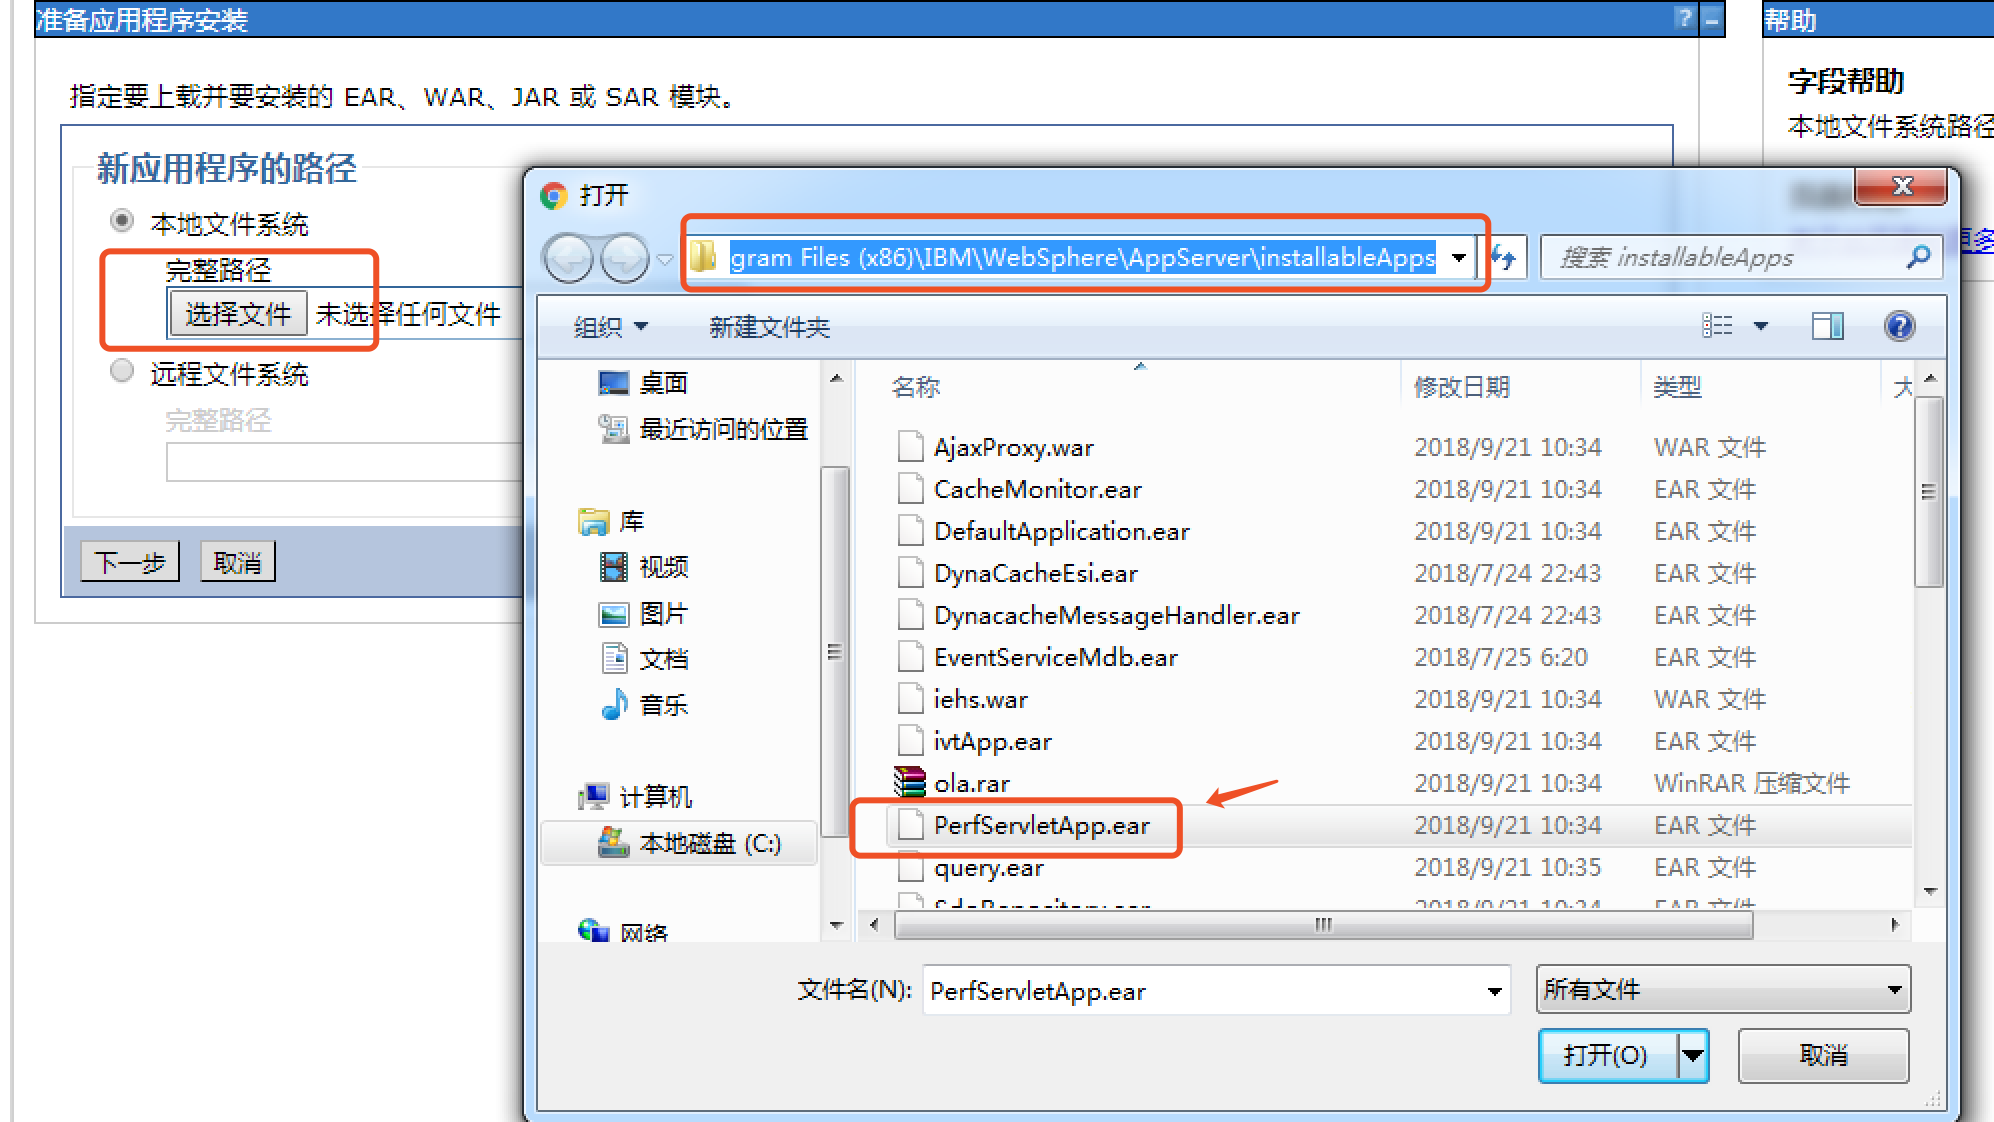 准备应用程序安装
?
帮助
字段帮助
本地文件系统路径
更多
指定要上载并要安装的 EAR、WAR、JAR 或 SAR 模块。
新应用程序的路径
本地文件系统
完整路径
选择文件 未选择任何文件
远程文件系统
完整路径
下一步 取消
打开
gram Files (x86)\IBM\WebSphere\AppServer\installableApps
搜索 installableApps
组织 新建文件夹
桌面
最近访问的位置
库
视频
图片
文档
音乐
计算机
本地磁盘 (C:)
网络
名称 修改日期 类型 大
AjaxProxy.war 2018/9/21 10:34 WAR 文件
CacheMonitor.ear 2018/9/21 10:34 EAR 文件
DefaultApplication.ear 2018/9/21 10:34 EAR 文件
DynaCacheEsi.ear 2018/7/24 22:43 EAR 文件
DynacacheMessageHandler.ear 2018/7/24 22:43 EAR 文件
EventServiceMdb.ear 2018/7/25 6:20 EAR 文件
iehs.war 2018/9/21 10:34 WAR 文件
ivtApp.ear 2018/9/21 10:34 EAR 文件
ola.rar 2018/9/21 10:34 WinRAR 压缩文件
PerfServletApp.ear 2018/9/21 10:34 EAR 文件
query.ear 2018/9/21 10:35 EAR 文件
SdoRepository.ear 2018/9/21 10:34 EAR 文件
文件名(N): PerfServletApp.ear
所有文件
打开(O) 取消